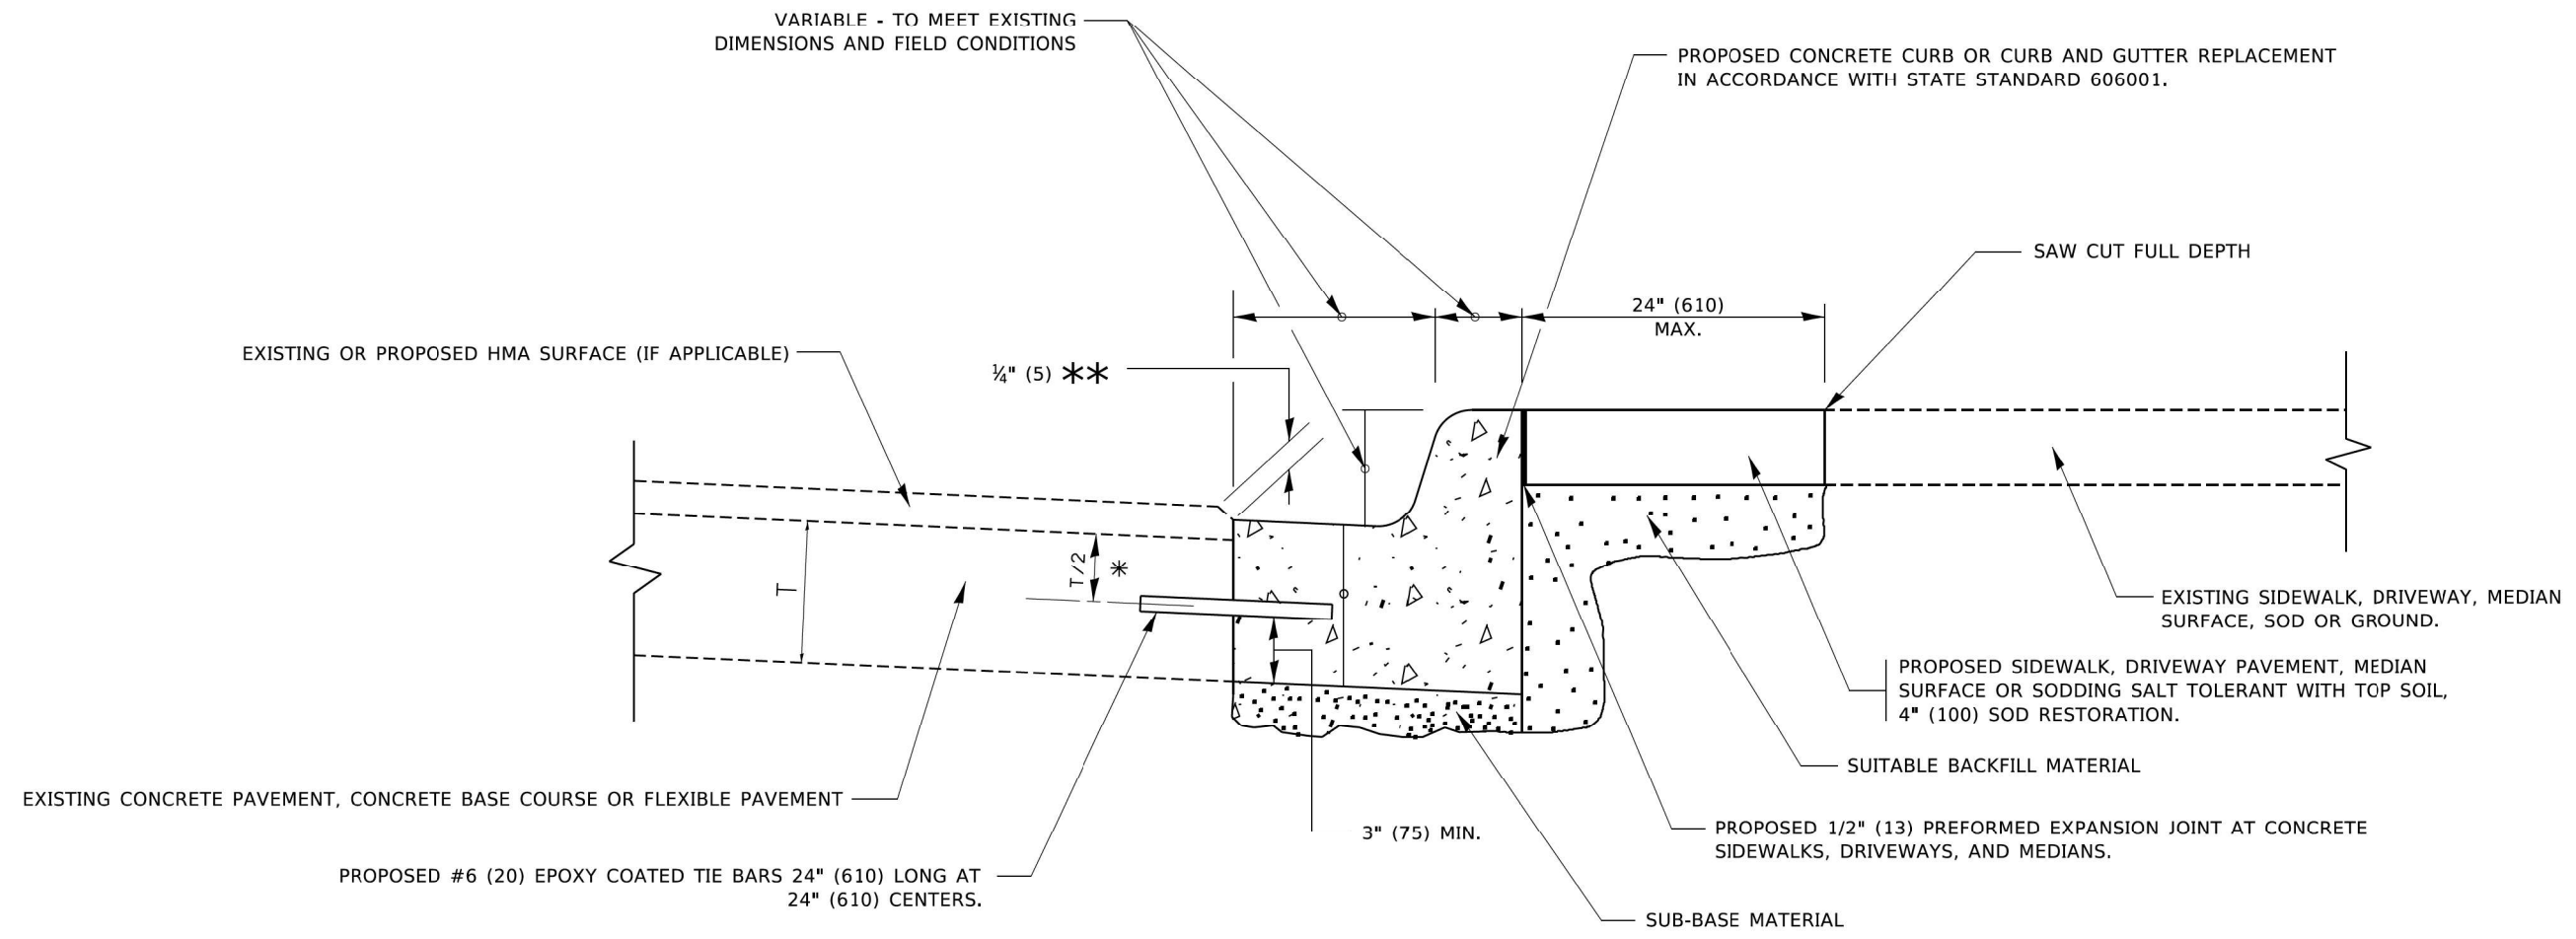 VARIABLE - TO MEET EXISTING
DIMENSIONS AND FIELD CONDITIONS
PROPOSED CONCRETE CURB OR CURB AND GUTTER REPLACEMENT
IN ACCORDANCE WITH STATE STANDARD 606001.
SAW CUT FULL DEPTH
24" (610)
MAX.
EXISTING OR PROPOSED HMA SURFACE (IF APPLICABLE)
¼" (5) **
T/2 *
T
EXISTING SIDEWALK, DRIVEWAY, MEDIAN
SURFACE, SOD OR GROUND.
PROPOSED SIDEWALK, DRIVEWAY PAVEMENT, MEDIAN
SURFACE OR SODDING SALT TOLERANT WITH TOP SOIL,
4" (100) SOD RESTORATION.
SUITABLE BACKFILL MATERIAL
EXISTING CONCRETE PAVEMENT, CONCRETE BASE COURSE OR FLEXIBLE PAVEMENT
3" (75) MIN.
PROPOSED 1/2" (13) PREFORMED EXPANSION JOINT AT CONCRETE
SIDEWALKS, DRIVEWAYS, AND MEDIANS.
PROPOSED #6 (20) EPOXY COATED TIE BARS 24" (610) LONG AT
24" (610) CENTERS.
SUB-BASE MATERIAL